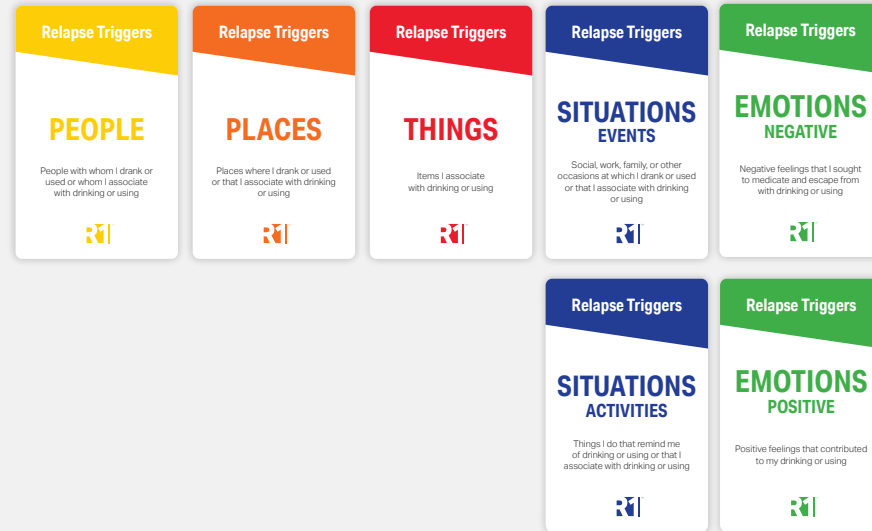 Relapse Triggers
PEOPLE
People with whom I drank or
used or whom I associate
with drinking or using
Relapse Triggers
PLACES
Places where I drank or used
or that I associate with drinking
or using
Relapse Triggers
THINGS
Items I associate
with drinking or using
Relapse Triggers
SITUATIONS
EVENTS
Social, work, family, or other
occasions at which I drank or used
or that I associate with drinking
or using
Relapse Triggers
EMOTIONS
NEGATIVE
Negative feelings that I sought
to medicate and escape from
with drinking or using
Relapse Triggers
SITUATIONS
ACTIVITIES
Things I do that remind me
of drinking or using or that I
associate with drinking or using
Relapse Triggers
EMOTIONS
POSITIVE
Positive feelings that contributed
to my drinking or using